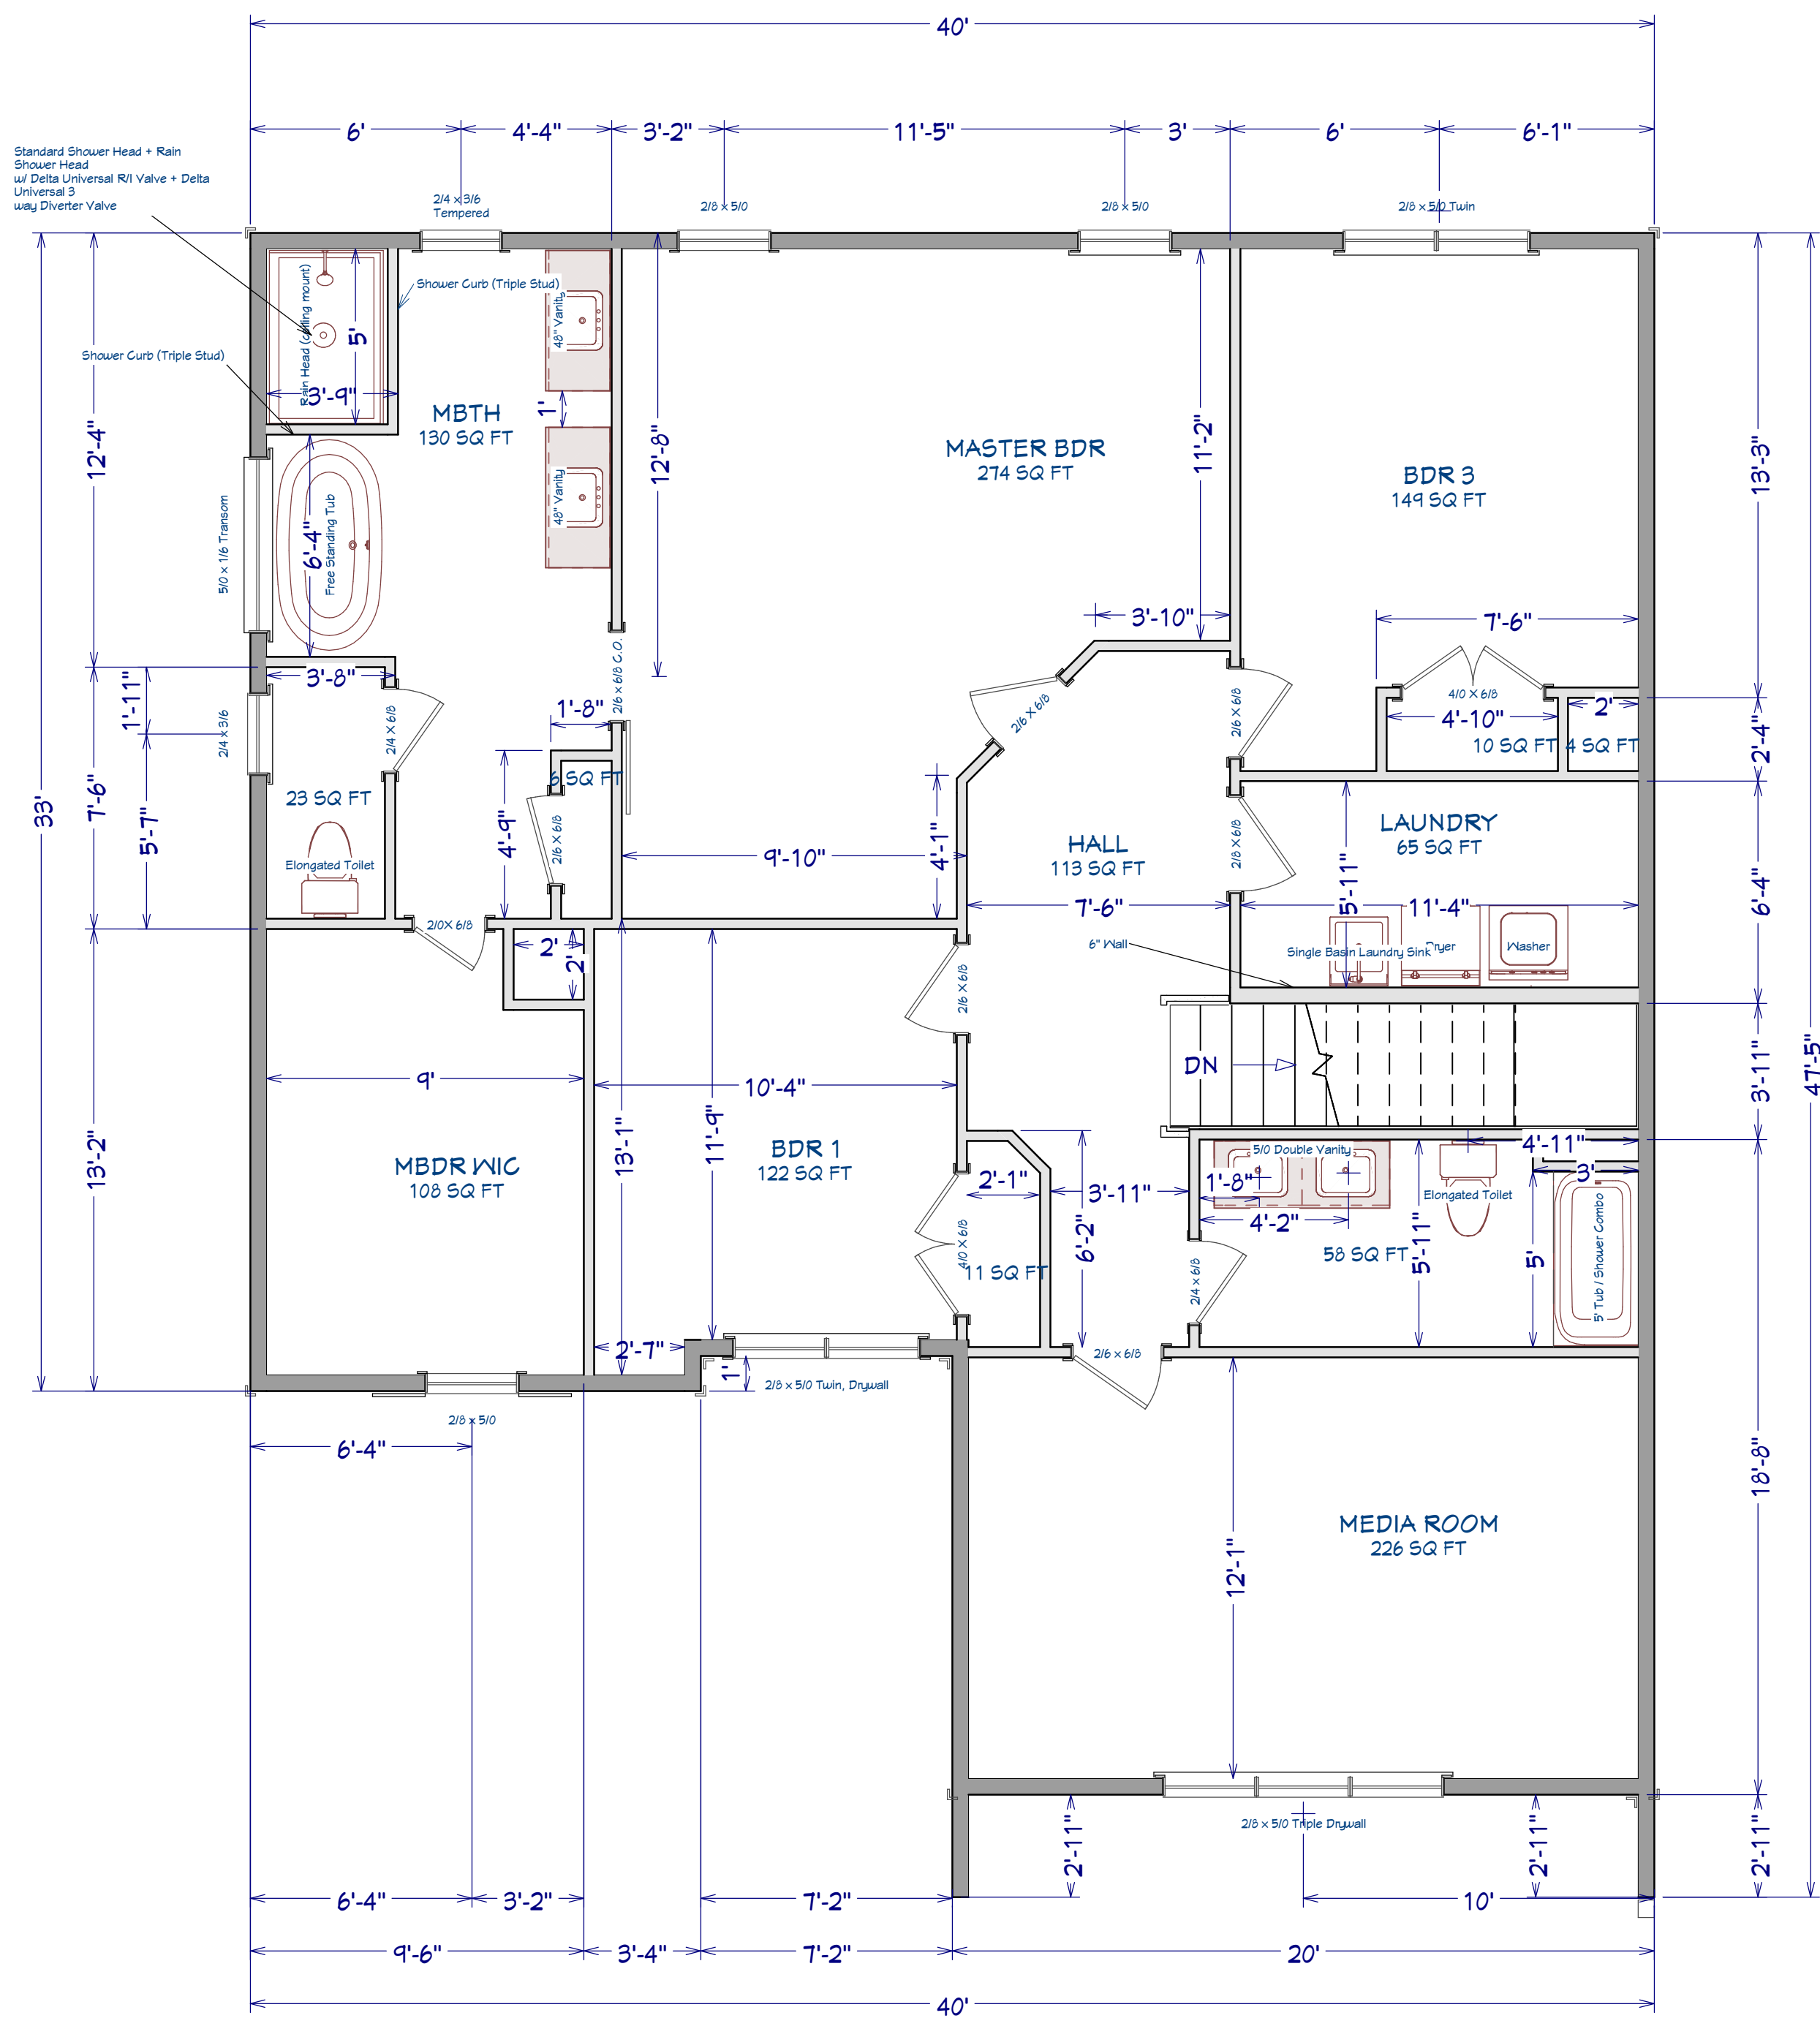 40'
6'
4'-4"
3'-2"
11'-5"
3'
6'
6'-1"
Standard Shower Head + Rain
Shower Head
w/ Delta Universal R/I Valve + Delta
Universal 3
way Diverter Valve
2/4 x 3/6
Tempered
2/8 x 5/0
2/8 x 5/0
2/8 x 5/0 Twin
Shower Curb (Triple Stud)
Rain Head (ceiling mount)
5'
3'-9"
48" Vanity
Shower Curb (Triple Stud)
MBTH
130 SQ FT
1'
48" Vanity
12'-8"
11'-2"
MASTER BDR
274 SQ FT
BDR 3
149 SQ FT
12'-4"
13'-3"
5/0 x 1/6 Transom
6'-4"
Free Standing Tub
3'-10"
7'-6"
2/6 x 6/8 C.O.
3'-8"
1'-11"
2/4 x 3/6
2/4 X 6/8
1'-8"
2/6 X 6/8
2/6 X 6/8
4/0 X 6/8
4'-10"
2'
10 SQ FT
4 SQ FT
2'-4"
6 SQ FT
23 SQ FT
33'
7'-6"
5'-7"
4'-9"
2/6 X 6/8
9'-10"
4'-1"
HALL
113 SQ FT
2/8 X 6/8
LAUNDRY
65 SQ FT
5'-11"
6'-4"
Elongated Toilet
7'-6"
11'-4"
2/0X 6/8
2'
2'
6" Wall
Single Basin Laundry Sink
Washer
2/6 X 6/8
DN
3'-11"
47'-5"
9'
10'-4"
13'-2"
MBDR WIC
108 SQ FT
13'-1"
11'-9"
BDR 1
122 SQ FT
2'-1"
3'-11"
6'-2"
4/0 X 6/8
11 SQ FT
5/0 Double Vanity
4'-11"
3'
1'-8"
4'-2"
Elongated Toilet
58 SQ FT
5'-11"
5'
5' Tub / Shower Combo
2/4 x 6/8
2'-7"
1'
2/8 x 5/0 Twin, Drywall
2/6 x 6/8
2/8 x 5/0
6'-4"
18'-8"
MEDIA ROOM
226 SQ FT
12'-1"
2/8 x 5/0 Triple Drywall
2'-11"
2'-11"
2'-11"
6'-4"
3'-2"
7'-2"
10'
9'-6"
3'-4"
7'-2"
20'
40'